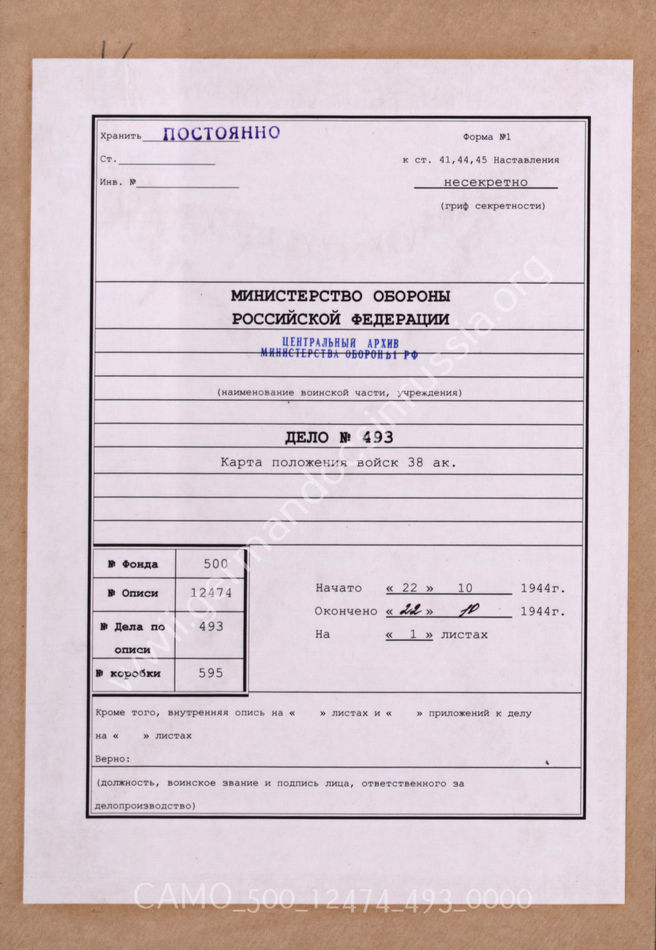 Хранить ПОСТОЯННО
Форма №1
Ст.
к ст. 41,44,45 Наставления
Инв. №
несекретно
(гриф секретности)
МИНИСТЕРСТВО ОБОРОНЫ
РОССИЙСКОЙ ФЕДЕРАЦИИ
ЦЕНТРАЛЬНЫЙ АРХИВ
МИНИСТЕРСТВА ОБОРОНЫ РФ
(наименование воинской части, учреждения)
ДЕЛО № 493
Карта положения войск 38 ак.
№ Фонда 500
№ Описи 12474
№ Дела по описи 493
№ коробки 595
Начато « 22 » 10 1944г.
Окончено « 22 » 10 1944г.
На « 1 » листах
Кроме того, внутренняя опись на « » листах и « » приложений к делу
на « » листах
Верно:
(должность, воинское звание и подпись лица, ответственного за
делопроизводство)
www.germandocsinrussia.org
CAMO_500_12474_493_0000